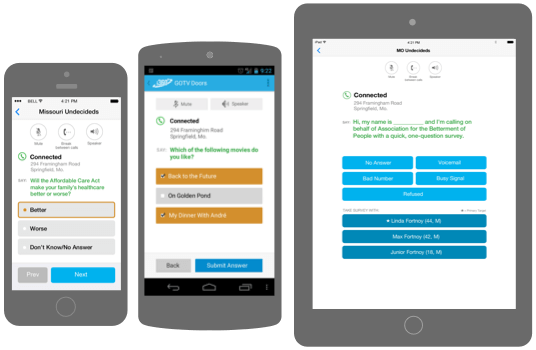 BELL 4:21 PM
Missouri Undecideds
Mute
Break
between calls
Speaker
Connected
294 Framingham Road
Springfield, Mo.
SAY: Will the Affordable Care Act
make your family's healthcare
better or worse?
Better
Worse
Don't Know/No Answer
Prev
Next
9:22
GOTV Doors
Mute
Speaker
Connected
294 Framinghm Road
Springfield, Mo.
SAY: Which of the following movies do
you like?
Back to the Future
On Golden Pond
My Dinner With André
Back
Submit Answer
iPad 4:21 PM
MO Undecideds
Mute
Break
between calls
Speaker
Connected
294 Framingham Road
Springfield, Mo.
SAY: Hi, my name is ________ and I'm calling on
behalf of Association for the Betterment of
People with a quick, one-question survey.
No Answer
Voicemail
Bad Number
Busy Signal
Refused
TAKE SURVEY WITH...
★ = Primary Target
★ Linda Fortnoy (44, M)
Max Fortnoy (42, M)
Junior Fortnoy (18, M)